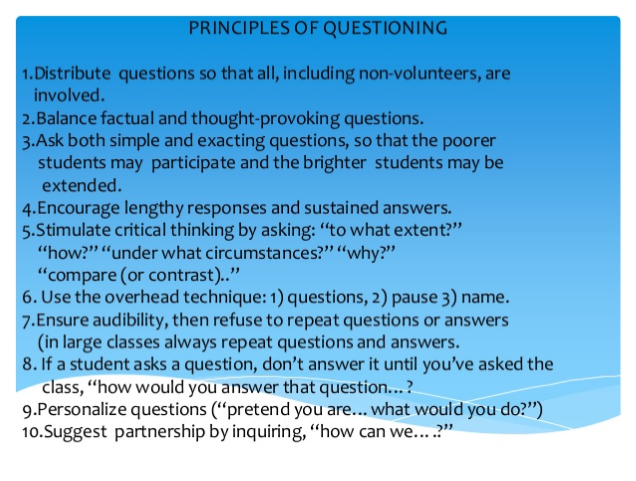 PRINCIPLES OF QUESTIONING
1.Distribute questions so that all, including non-volunteers, are
involved.
2.Balance factual and thought-provoking questions.
3.Ask both simple and exacting questions, so that the poorer
students may participate and the brighter students may be
extended.
4.Encourage lengthy responses and sustained answers.
5.Stimulate critical thinking by asking: “to what extent?”
“how?” “under what circumstances?” “why?”
“compare (or contrast)..”
6. Use the overhead technique: 1) questions, 2) pause 3) name.
7.Ensure audibility, then refuse to repeat questions or answers
(in large classes always repeat questions and answers.
8. If a student asks a question, don’t answer it until you’ve asked the
class, “how would you answer that question…?
9.Personalize questions (“pretend you are… what would you do?”)
10.Suggest partnership by inquiring, “how can we… .?”